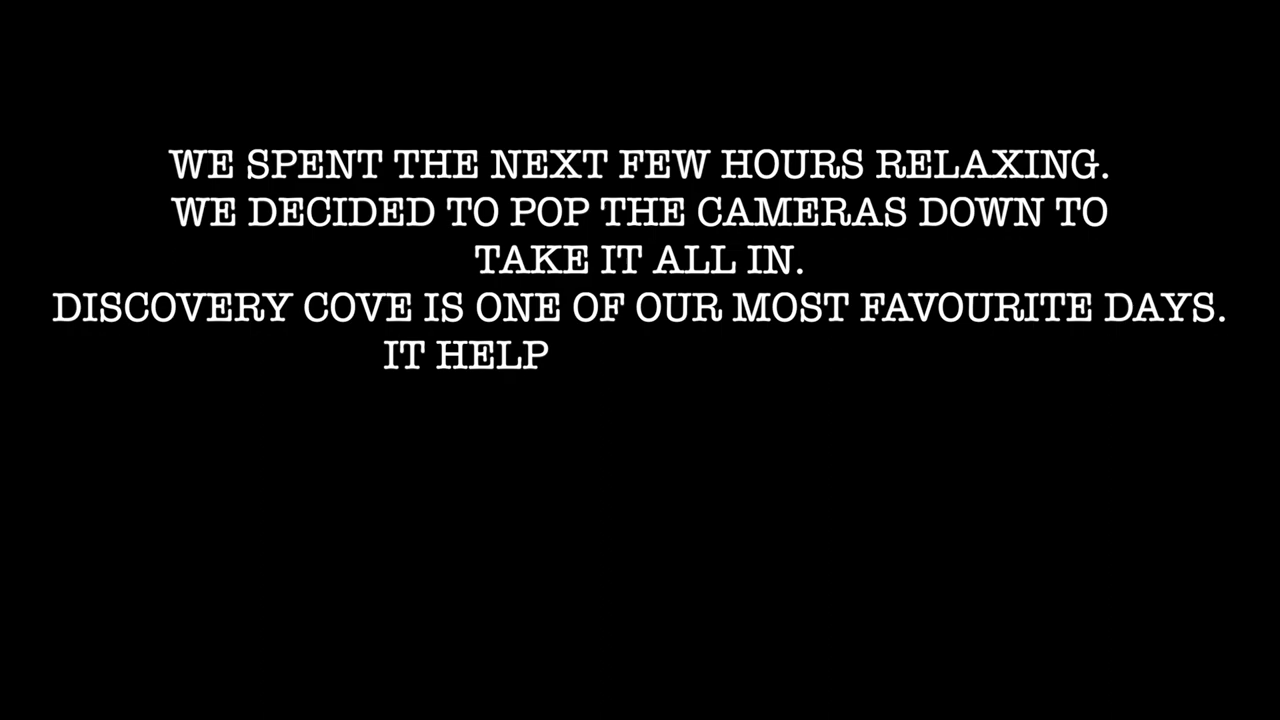 WE SPENT THE NEXT FEW HOURS RELAXING.
WE DECIDED TO POP THE CAMERAS DOWN TO
TAKE IT ALL IN.
DISCOVERY COVE IS ONE OF OUR MOST FAVOURITE DAYS.
IT HELP